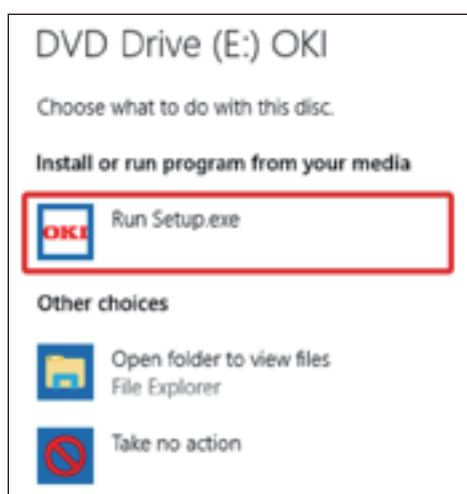 DVD Drive (E:) OKI
Choose what to do with this disc.
Install or run program from your media
OKI
Run Setup.exe
Other choices
Open folder to view files
File Explorer
Take no action